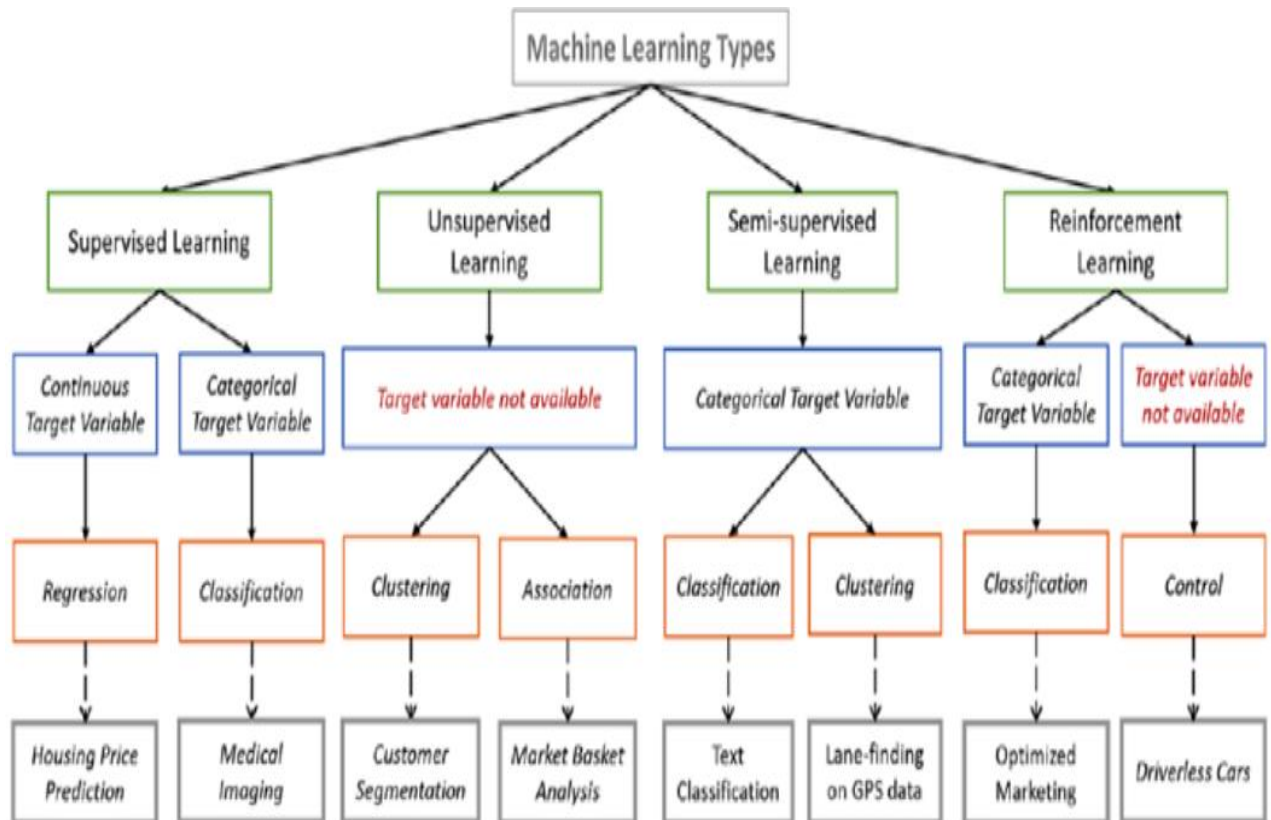 Machine Learning Types
Supervised Learning
Unsupervised
Learning
Semi-supervised
Learning
Reinforcement
Learning
Continuous
Target Variable
Categorical
Target Variable
Target variable not available
Categorical Target Variable
Categorical
Target Variable
Target variable
not available
Regression
Classification
Clustering
Association
Classification
Clustering
Classification
Control
Housing Price
Prediction
Medical
Imaging
Customer
Segmentation
Market Basket
Analysis
Text
Classification
Lane-finding
on GPS data
Optimized
Marketing
Driverless Cars